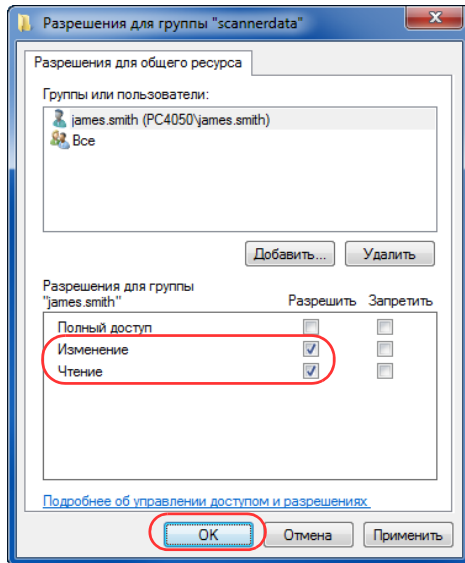 Разрешения для группы "scannerdata"
Разрешения для общего ресурса
Группы или пользователи:
james.smith (PC4050\james.smith)
Все
Добавить... Удалить
Разрешения для группы
"james.smith" Разрешить Запретить
Полный доступ
Изменение
Чтение
Подробнее об управлении доступом и разрешениях
OK Отмена Применить